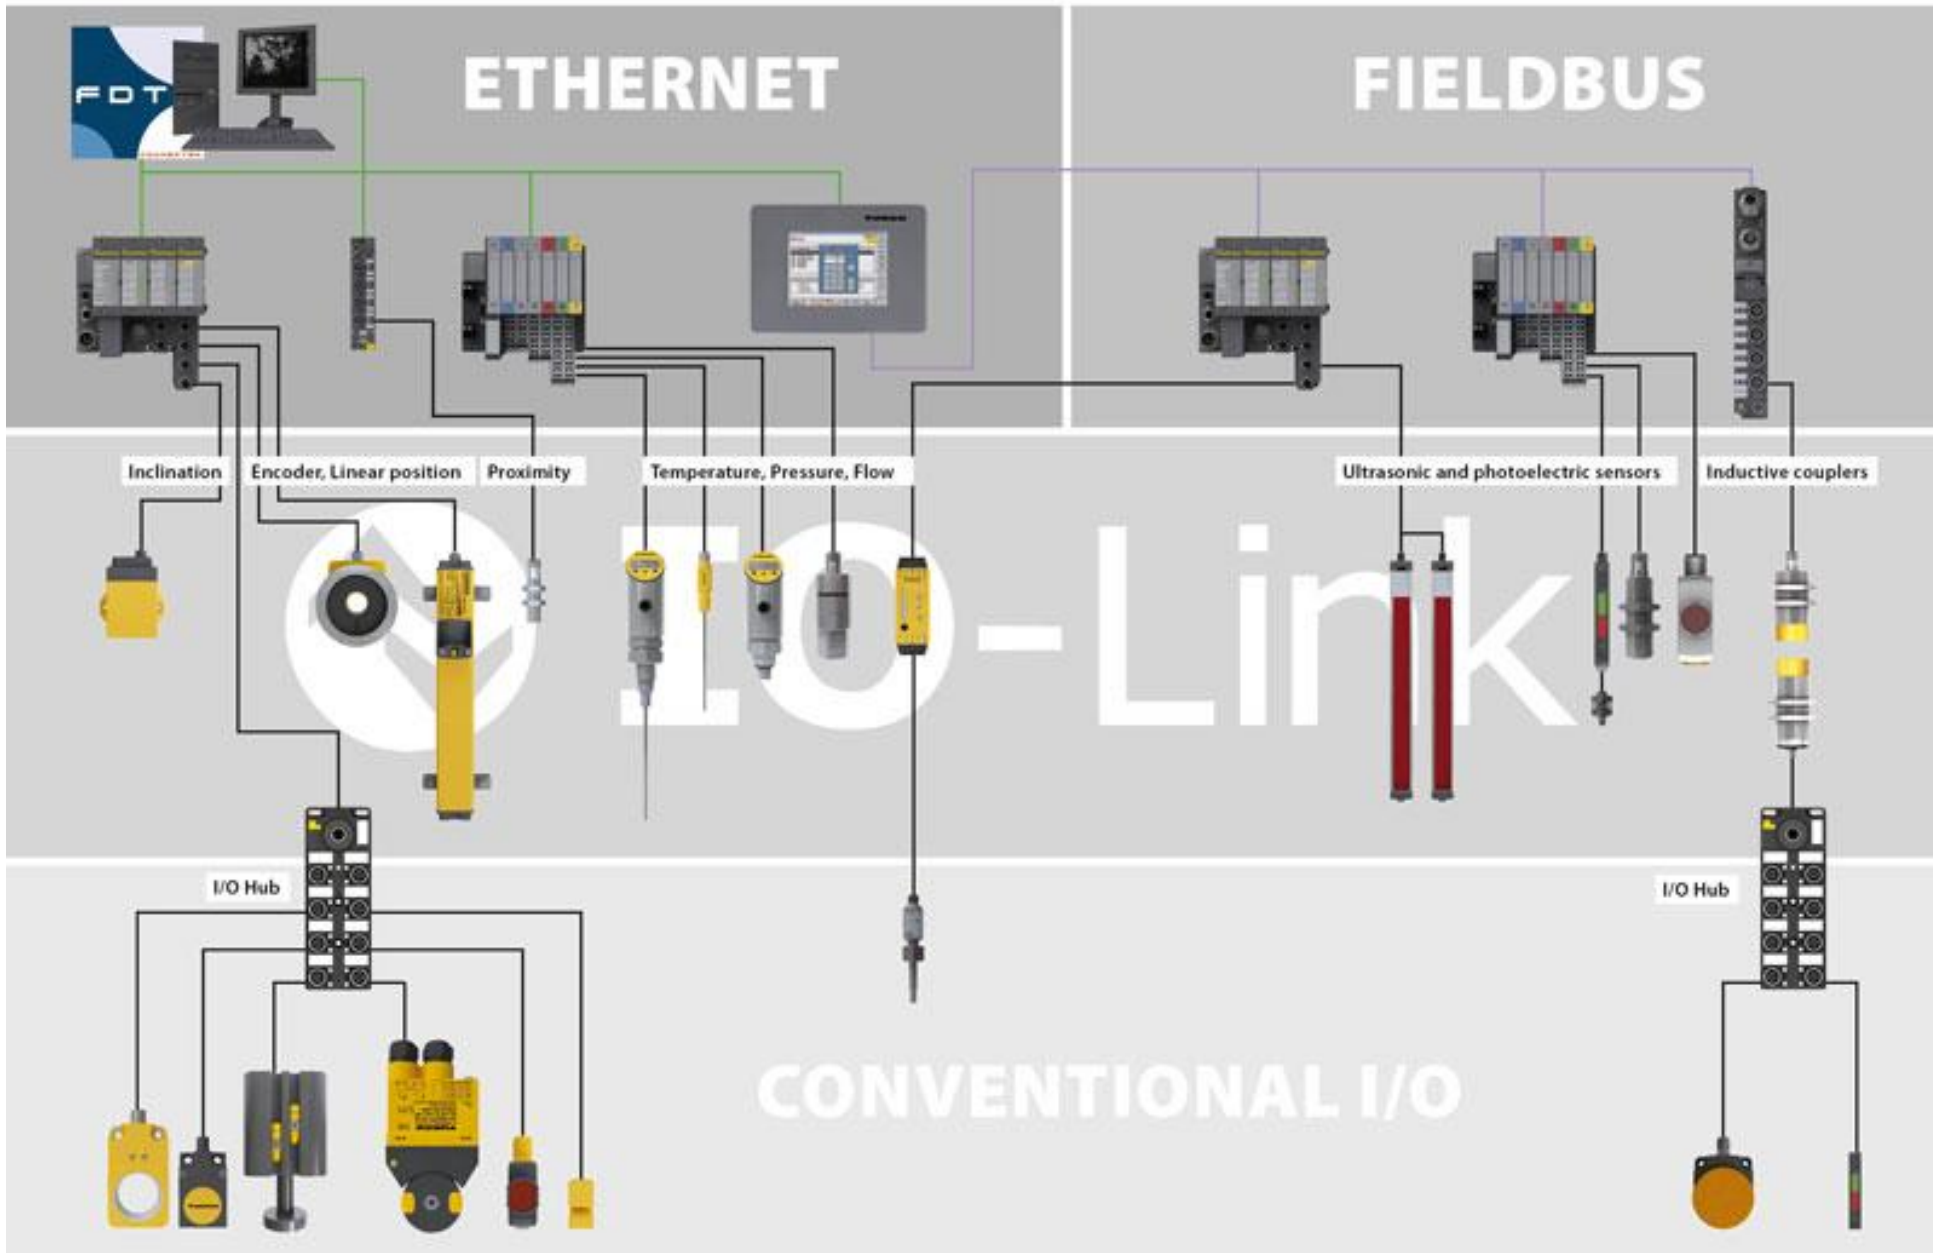 ETHERNET
FIELDBUS
FDT
Inclination
Encoder, Linear position
Proximity
Temperature, Pressure, Flow
Ultrasonic and photoelectric sensors
Inductive couplers
IO-Link
I/O Hub
I/O Hub
CONVENTIONAL I/O